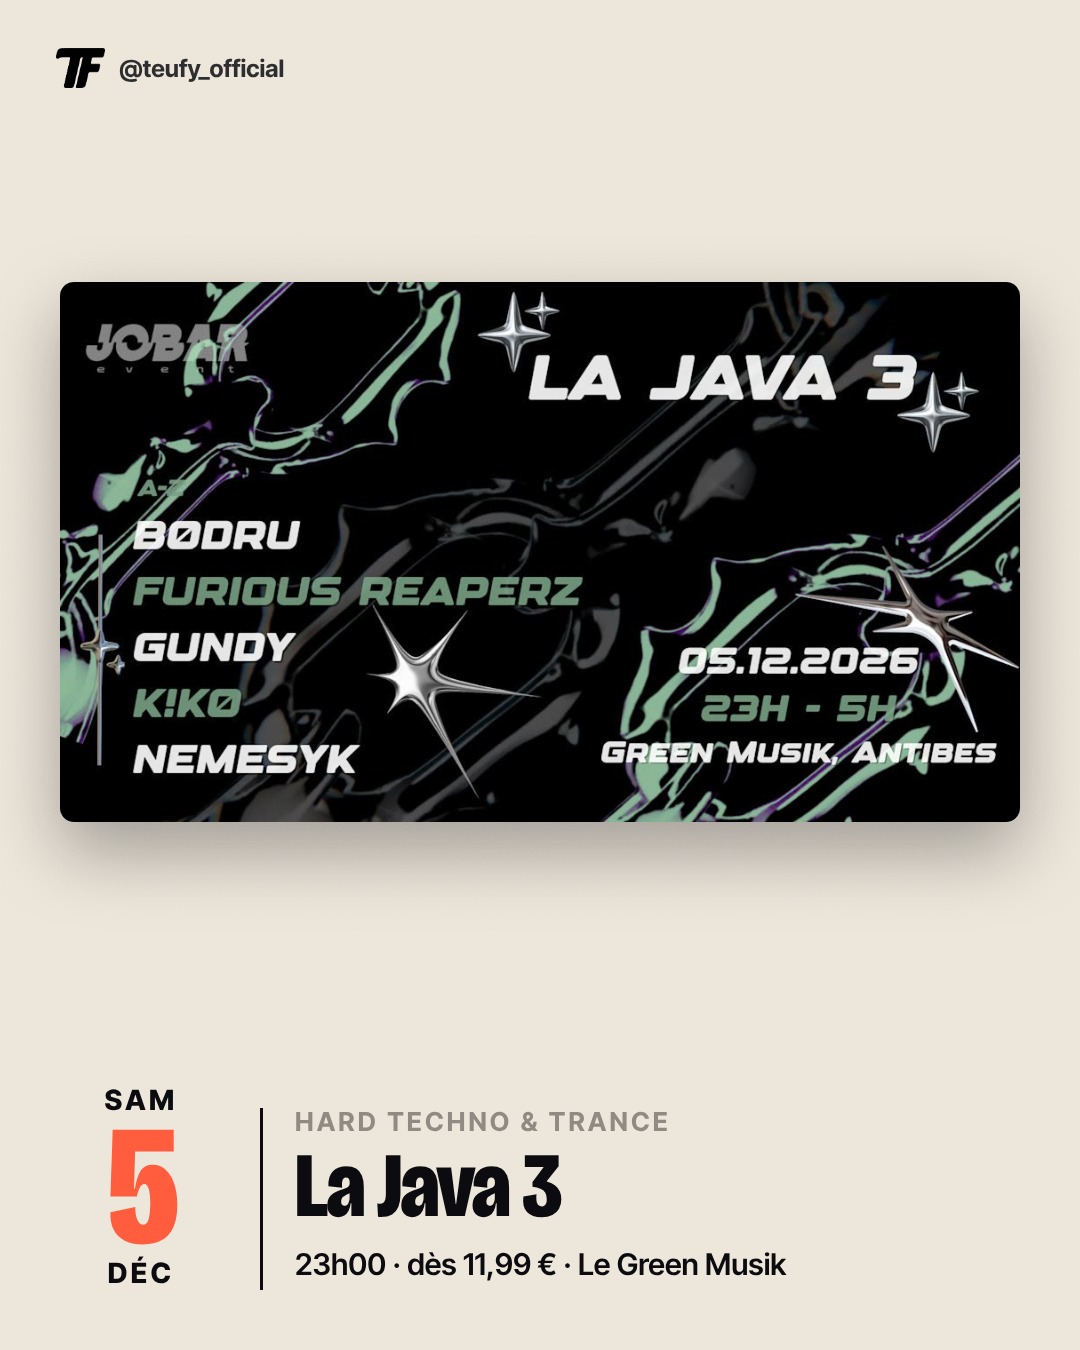 TF @teufy_official
JOBAR
event
LA JAVA 3
A-Z
BØDRU
FURIOUS REAPERZ
GUNDY
K!KØ
NEMESYK
05.12.2026
23H - 5H
GREEN MUSIK, ANTIBES
SAM
5
DÉC
HARD TECHNO & TRANCE
La Java 3
23h00 · dès 11,99 € · Le Green Musik